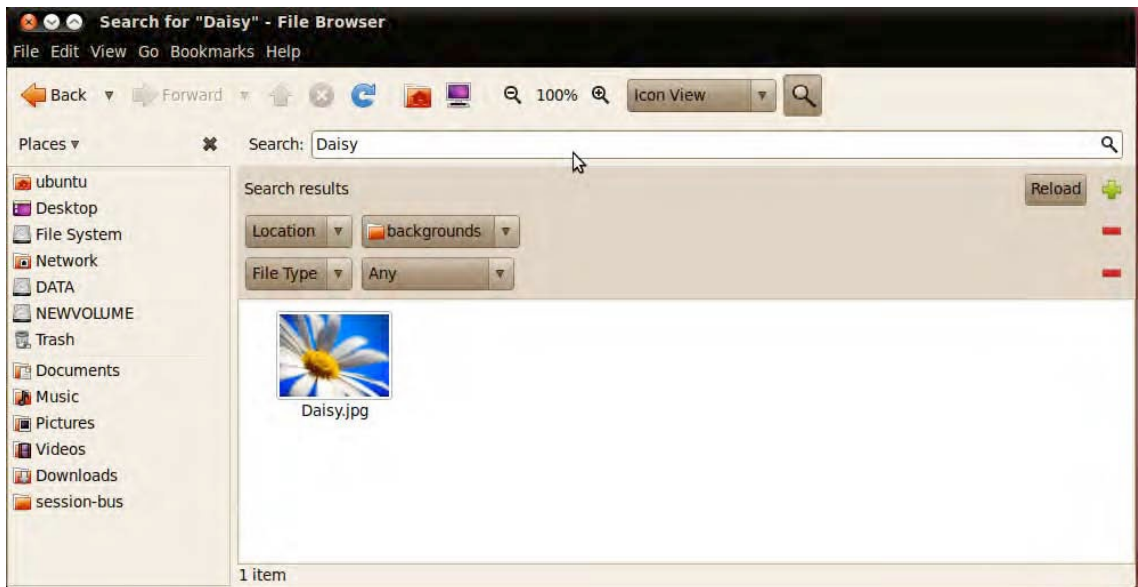 Search for "Daisy" - File Browser
File Edit View Go Bookmarks Help
Back Forward 100% Icon View
Places Search: Daisy
ubuntu
Desktop
File System
Network
DATA
NEWVOLUME
Trash
Documents
Music
Pictures
Videos
Downloads
session-bus
Search results Reload
Location backgrounds
File Type Any
Daisy.jpg
1 item